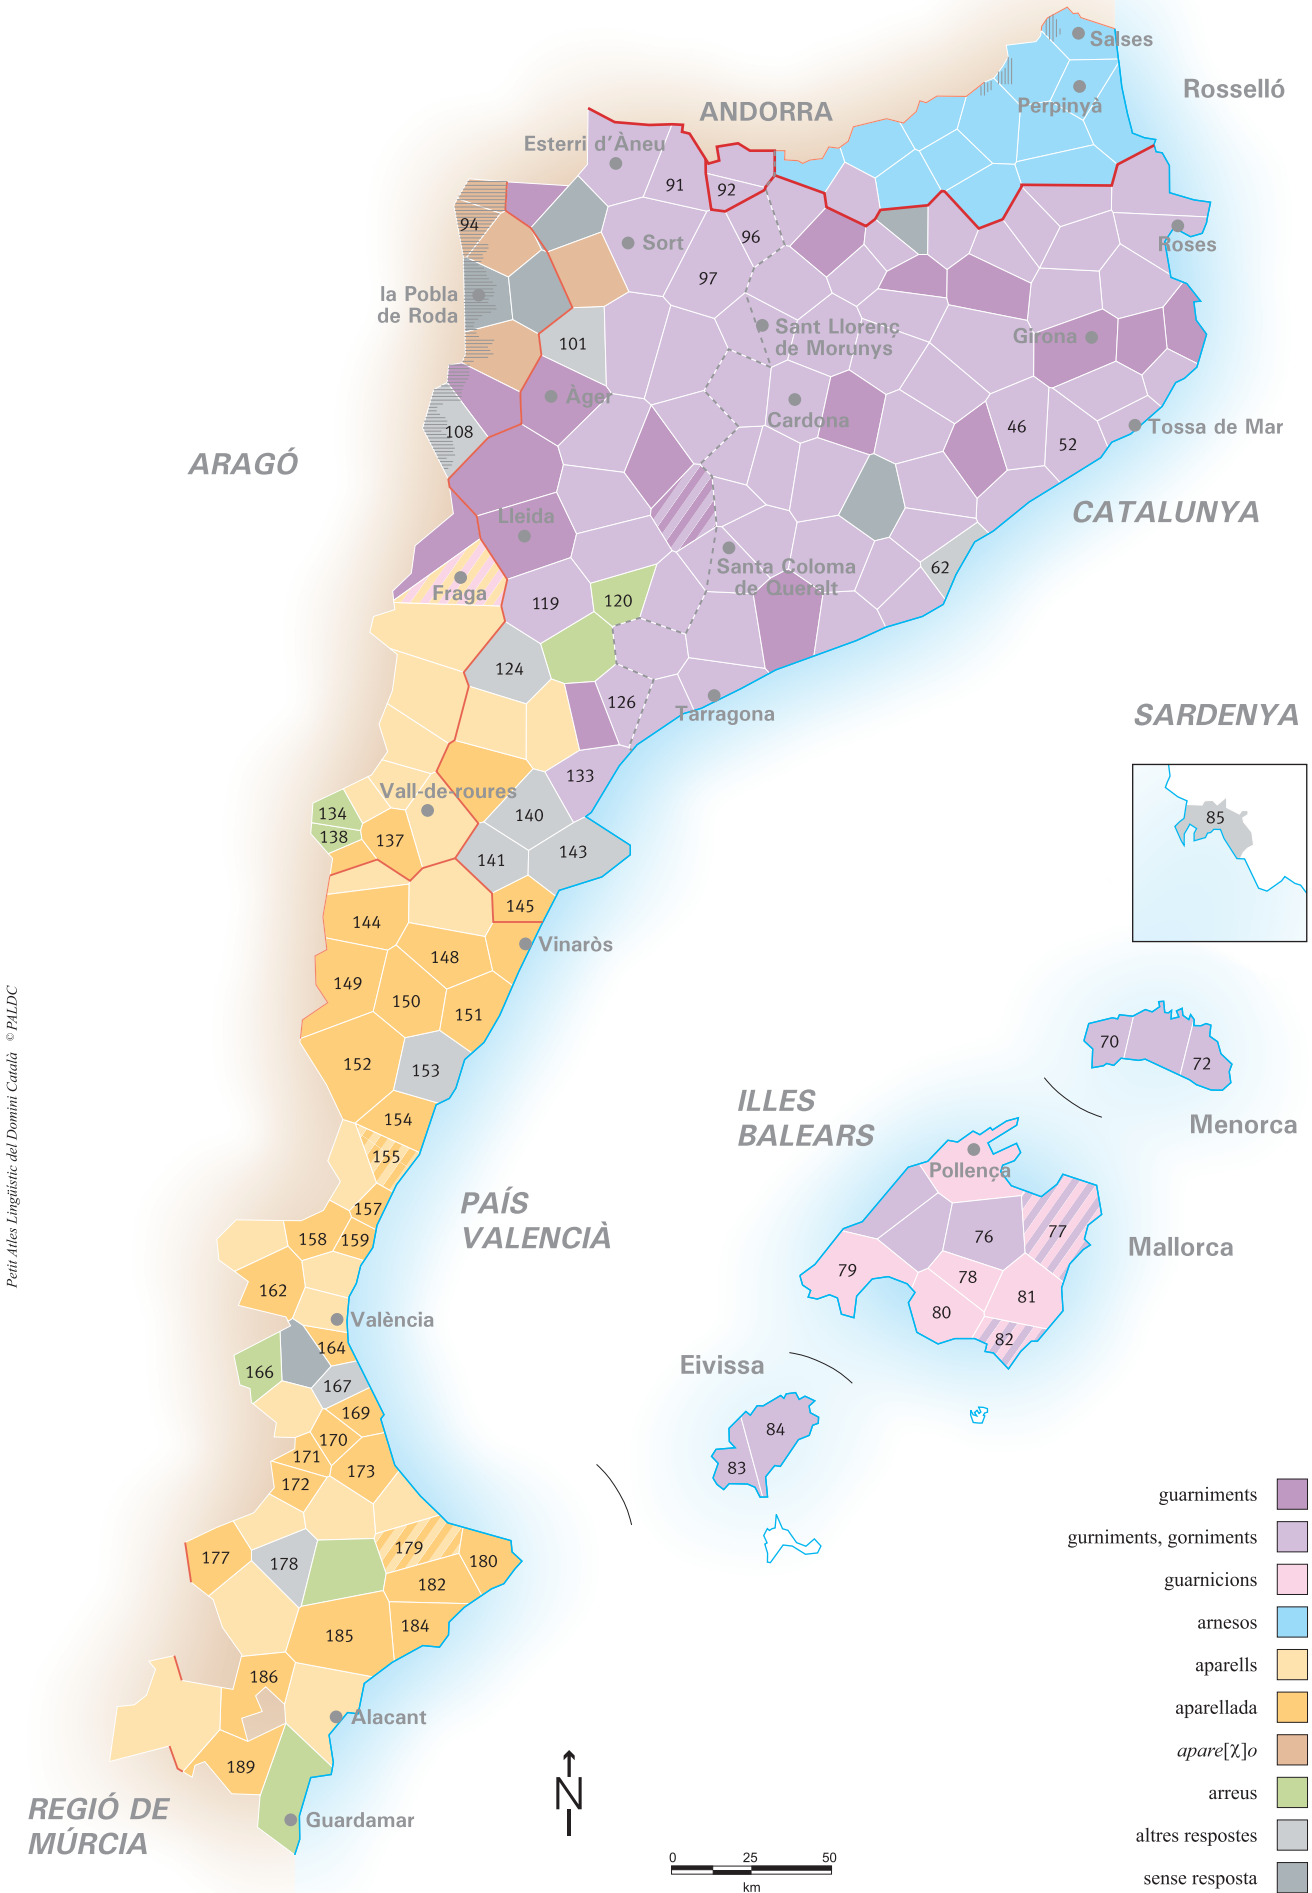 Salses
Rosselló
Perpinyà
ANDORRA
Esterri d'Àneu
91
92
94
96
Sort
Roses
97
la Pobla
de Roda
Sant Llorenç
de Morunys
Girona
101
Àger
Cardona
46
Tossa de Mar
52
108
ARAGÓ
CATALUNYA
Lleida
Santa Coloma
de Queralt
62
Fraga
119
120
124
126
Tarragona
SARDENYA
133
85
Vall-de-roures
134
138
137
140
141
143
145
144
Vinaròs
148
149
150
151
152
153
154
155
157
158
159
162
València
164
166
167
169
170
171
172
173
177
178
179
180
182
184
185
186
Alacant
189
Guardamar
PAÍS
VALENCIÀ
ILLES
BALEARS
70
72
Menorca
Pollença
76
77
Mallorca
78
79
80
81
82
Eivissa
84
83
REGIÓ DE
MÚRCIA
N
0 25 50
km
guarniments
gurniments, gorniments
guarnicions
arnesos
aparells
aparellada
apare[χ]o
arreus
altres respostes
sense resposta
Petit Atles Lingüístic del Domini Català © PALDC